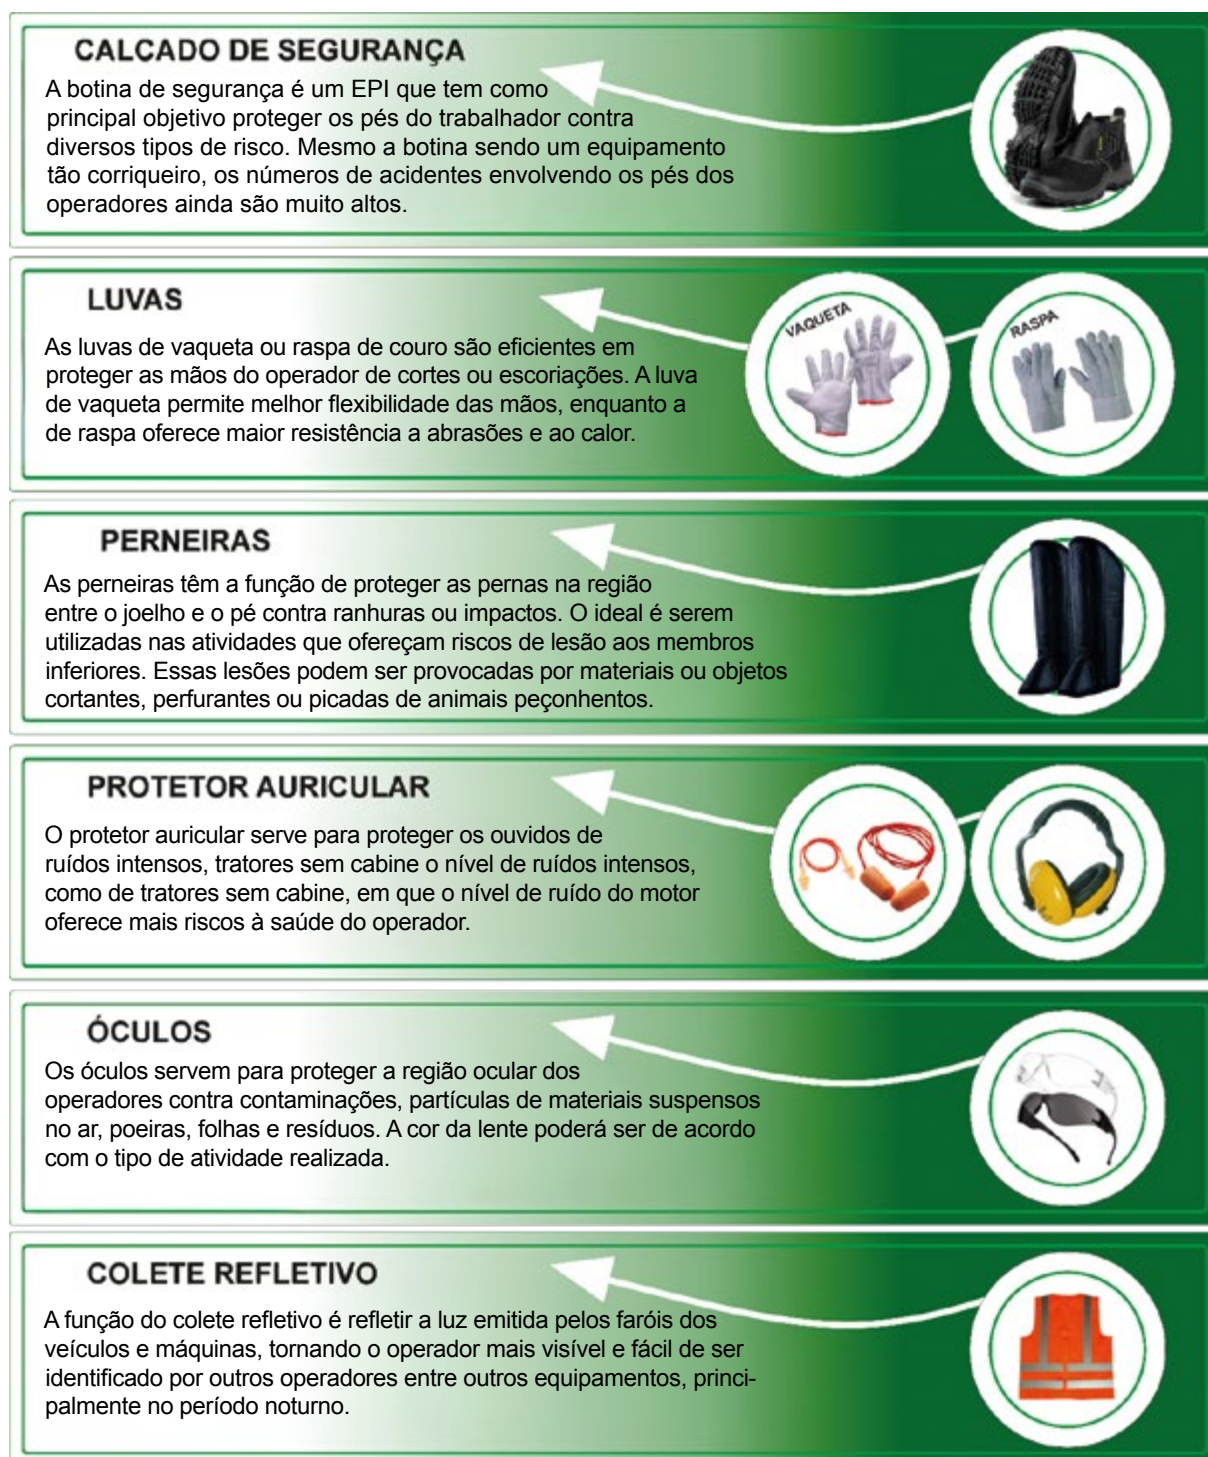 CALÇADO DE SEGURANÇA
A botina de segurança é um EPI que tem como
principal objetivo proteger os pés do trabalhador contra
diversos tipos de risco. Mesmo a botina sendo um equipamento
tão corriqueiro, os números de acidentes envolvendo os pés dos
operadores ainda são muito altos.
LUVAS
VAQUETA
RASPA
As luvas de vaqueta ou raspa de couro são eficientes em
proteger as mãos do operador de cortes ou escoriações. A luva
de vaqueta permite melhor flexibilidade das mãos, enquanto a
de raspa oferece maior resistência a abrasões e ao calor.
PERNEIRAS
As perneiras têm a função de proteger as pernas na região
entre o joelho e o pé contra ranhuras ou impactos. O ideal é serem
utilizadas nas atividades que ofereçam riscos de lesão aos membros
inferiores. Essas lesões podem ser provocadas por materiais ou objetos
cortantes, perfurantes ou picadas de animais peçonhentos.
PROTETOR AURICULAR
O protetor auricular serve para proteger os ouvidos de
ruídos intensos, tratores sem cabine o nível de ruídos intensos,
como de tratores sem cabine, em que o nível de ruído do motor
oferece mais riscos à saúde do operador.
ÓCULOS
Os óculos servem para proteger a região ocular dos
operadores contra contaminações, partículas de materiais suspensos
no ar, poeiras, folhas e resíduos. A cor da lente poderá ser de acordo
com o tipo de atividade realizada.
COLETE REFLETIVO
A função do colete refletivo é refletir a luz emitida pelos faróis dos
veículos e máquinas, tornando o operador mais visível e fácil de ser
identificado por outros operadores entre outros equipamentos, princi-
palmente no período noturno.